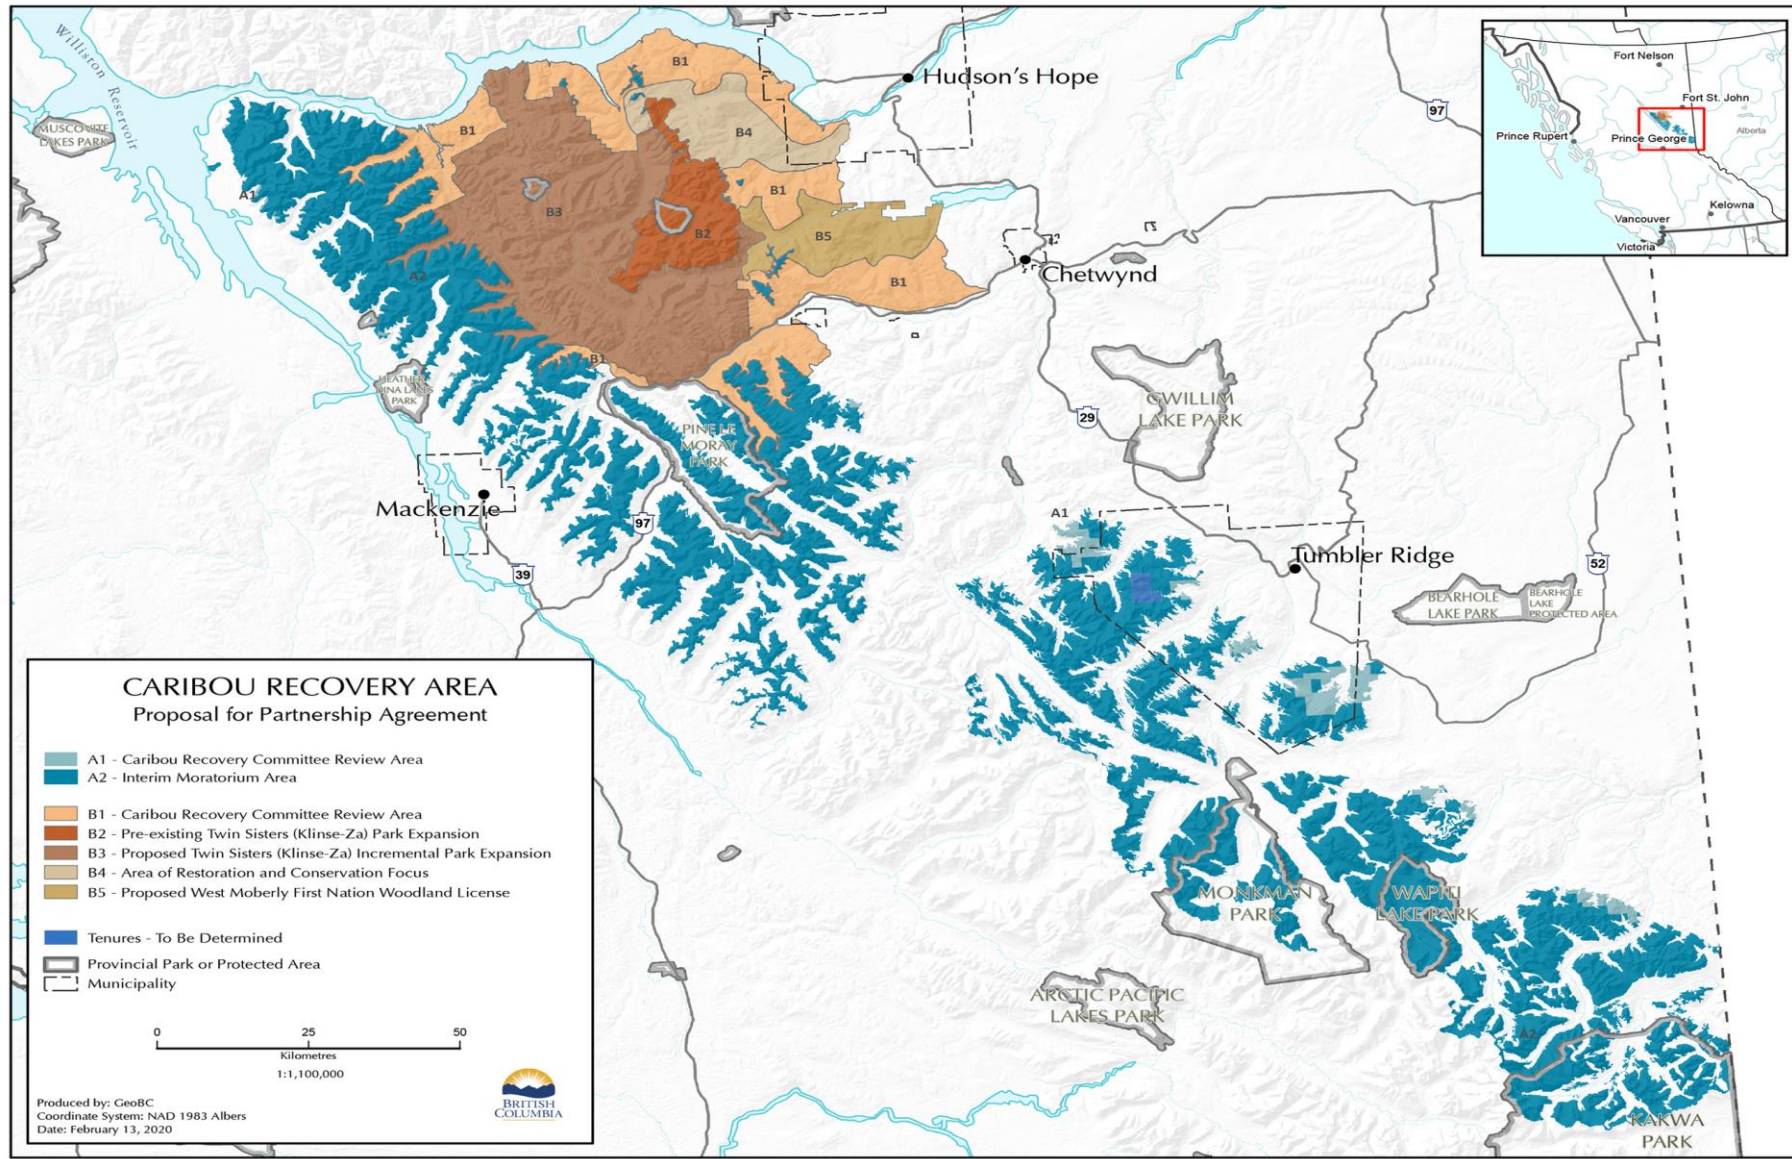 Williston
Reservoir
MUSCOVITE
LAKES PARK
B1
Hudson's Hope
97
B1
B4
A1
B3
B1
B2
B5
A2
B1
Chetwynd
B1
HEATHER
DINA LAKES
PARK
GWILLIM
LAKE PARK
29
PINE LE
MORAY
PARK
Mackenzie
97
39
A1
Tumbler Ridge
52
BEARHOLE
LAKE PARK
BEARHOLE
LAKE
PROTECTED AREA
MONKMAN
PARK
WAPITI
LAKE PARK
ARCTIC PACIFIC
LAKES PARK
A2
KAKWA
PARK
Fort Nelson
Fort St. John
Prince Rupert
Prince George
Alberta
Kelowna
Vancouver
Victoria
CARIBOU RECOVERY AREA
Proposal for Partnership Agreement
A1 - Caribou Recovery Committee Review Area
A2 - Interim Moratorium Area
B1 - Caribou Recovery Committee Review Area
B2 - Pre-existing Twin Sisters (Klinse-Za) Park Expansion
B3 - Proposed Twin Sisters (Klinse-Za) Incremental Park Expansion
B4 - Area of Restoration and Conservation Focus
B5 - Proposed West Moberly First Nation Woodland License
Tenures - To Be Determined
Provincial Park or Protected Area
Municipality
0 25 50
Kilometres
1:1,100,000
Produced by: GeoBC
Coordinate System: NAD 1983 Albers
Date: February 13, 2020
BRITISH
COLUMBIA